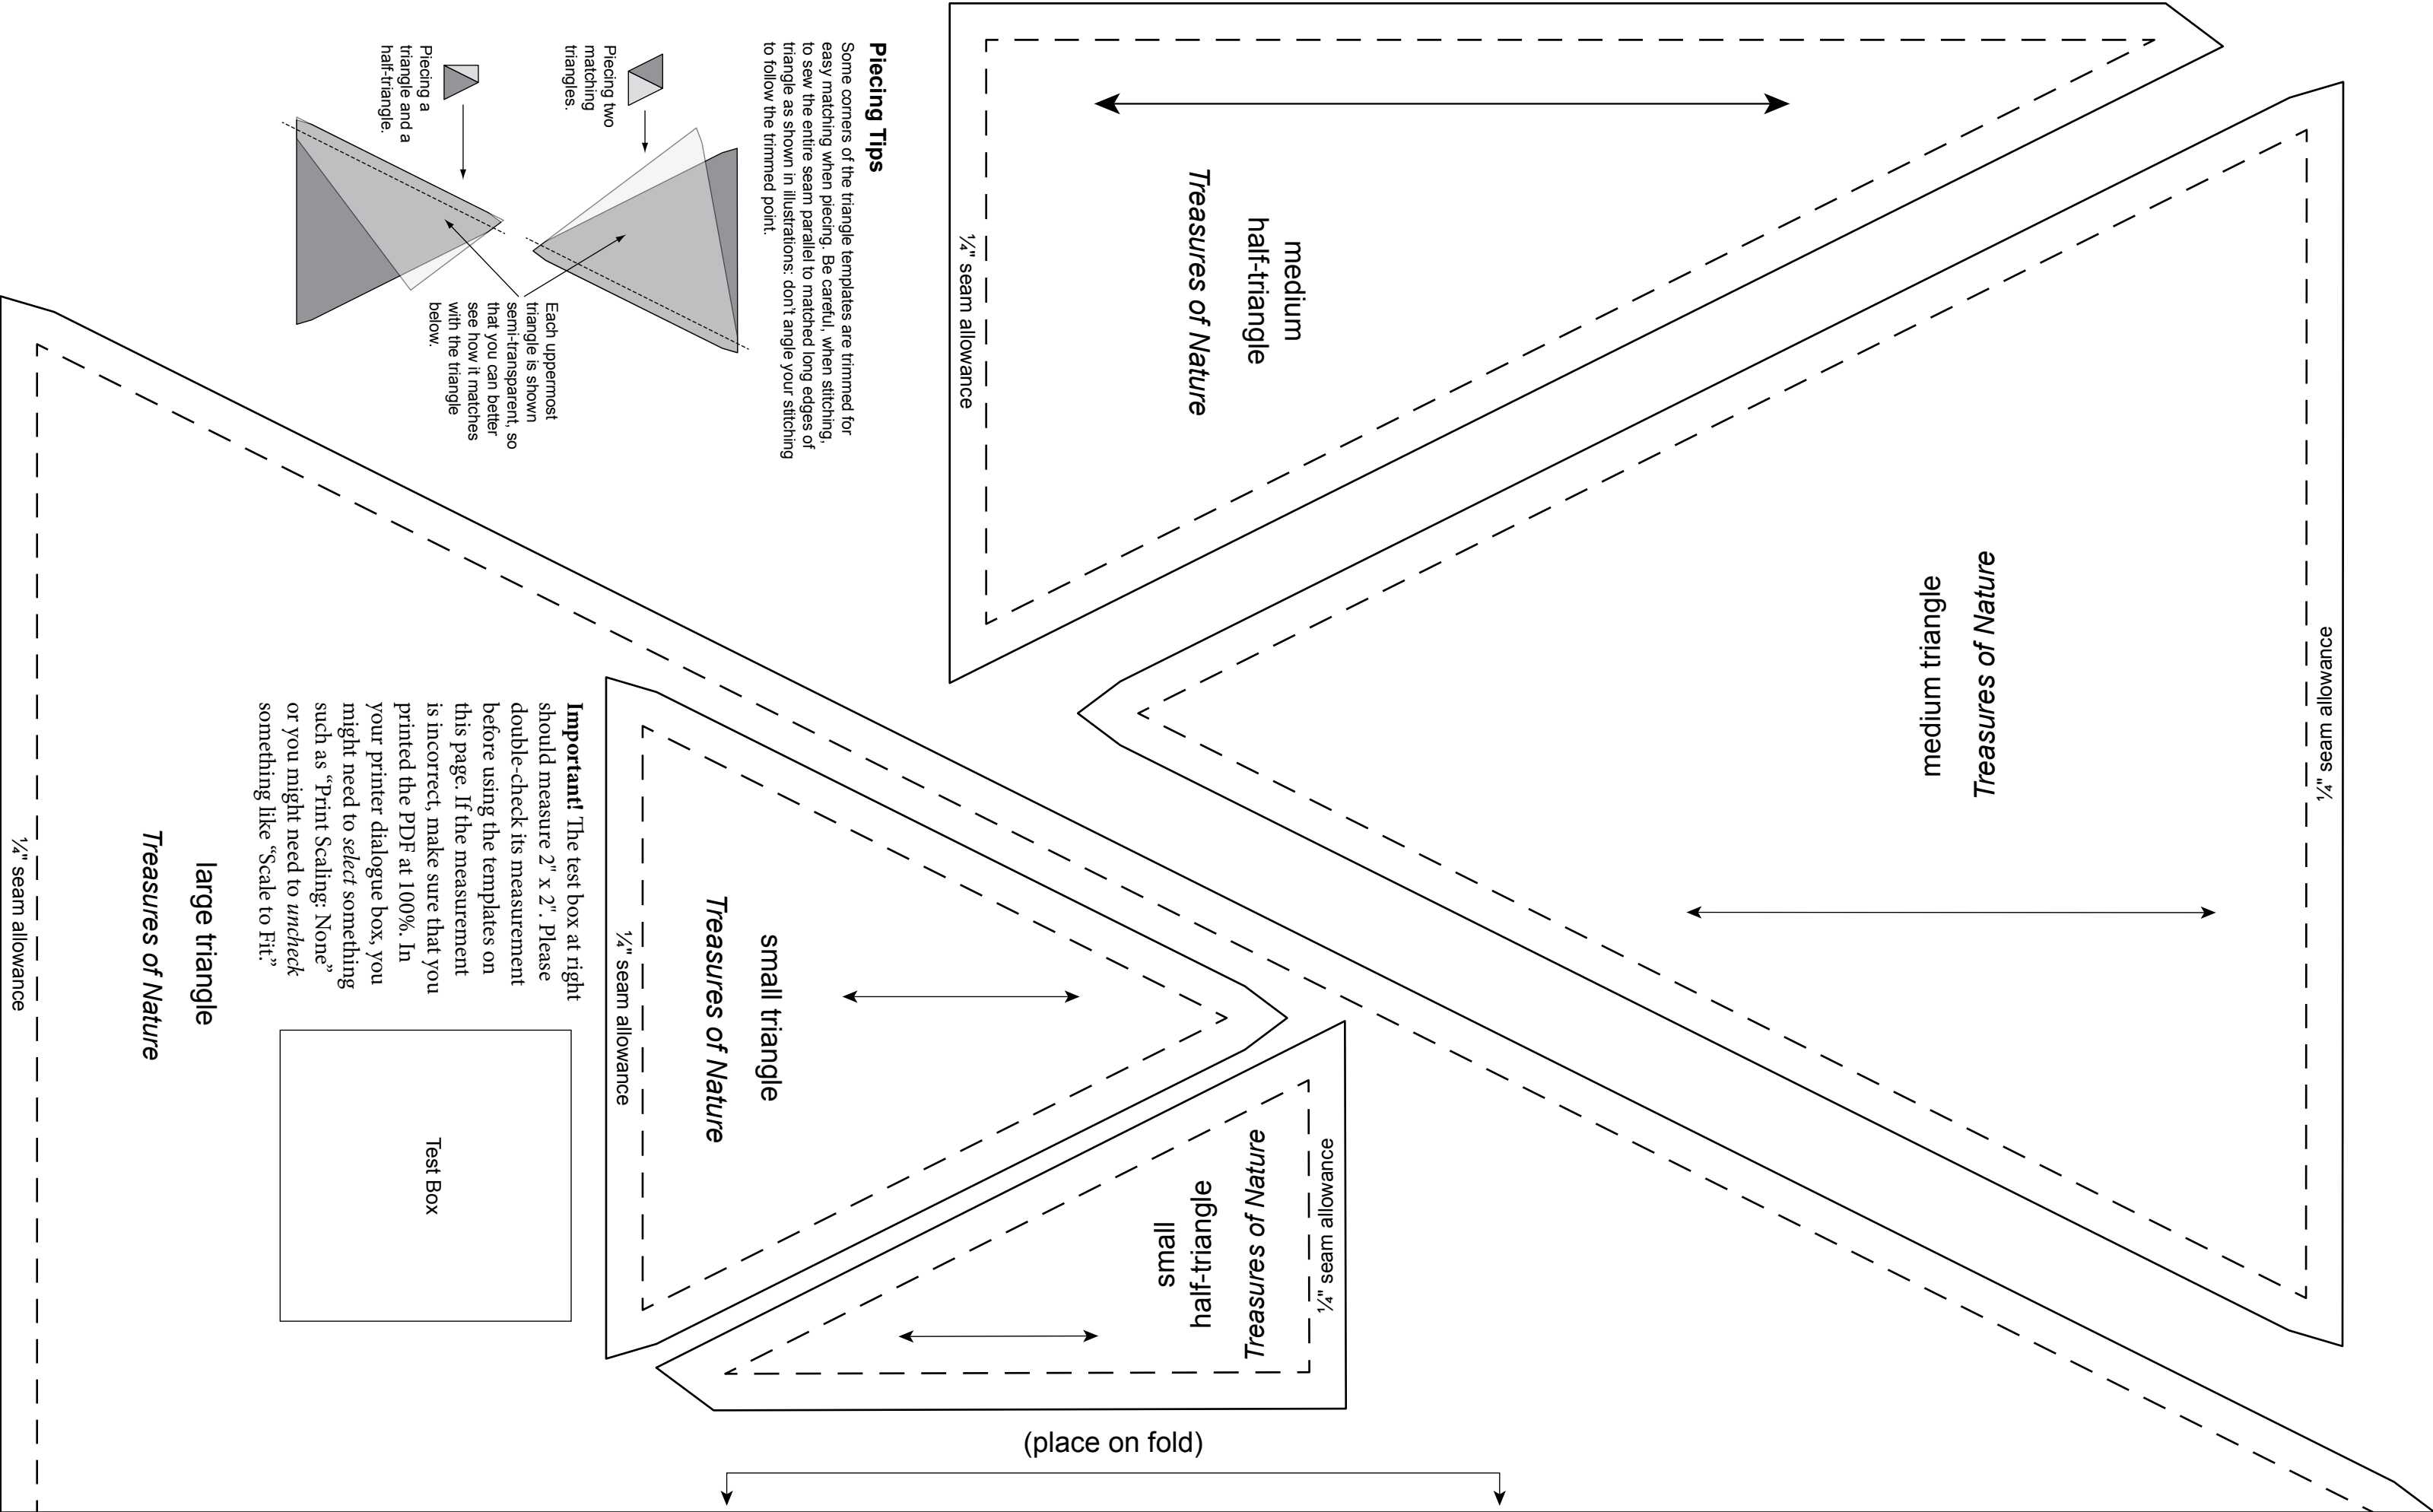 Piecing Tips
Some corners of the triangle templates are trimmed for
easy matching when piecing. Be careful, when stitching,
to sew the entire seam parallel to matched long edges of
triangle as shown in illustrations: don't angle your stitching
to follow the trimmed point.
Piecing two
matching
triangles.
Piecing a
triangle and a
half-triangle.
Each uppermost
triangle is shown
semi-transparent, so
that you can better
see how it matches
with the triangle
below.
medium
half-triangle
Treasures of Nature
¼" seam allowance
medium triangle
Treasures of Nature
¼" seam allowance
Important! The test box at right
should measure 2" x 2". Please
double-check its measurement
before using the templates on
this page. If the measurement
is incorrect, make sure that you
printed the PDF at 100%. In
your printer dialogue box, you
might need to select something
such as “Print Scaling: None”
or you might need to uncheck
something like “Scale to Fit.”
Test Box
small triangle
Treasures of Nature
¼" seam allowance
small
half-triangle
Treasures of Nature
¼" seam allowance
large triangle
Treasures of Nature
¼" seam allowance
(place on fold)